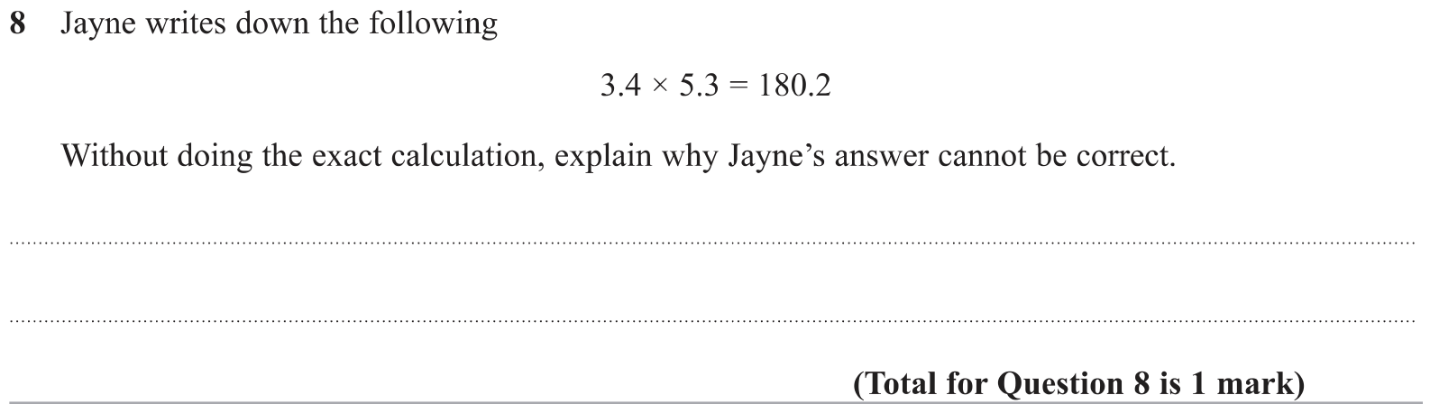 8 Jayne writes down the following
3.4 × 5.3 = 180.2
Without doing the exact calculation, explain why Jayne’s answer cannot be correct.
(Total for Question 8 is 1 mark)